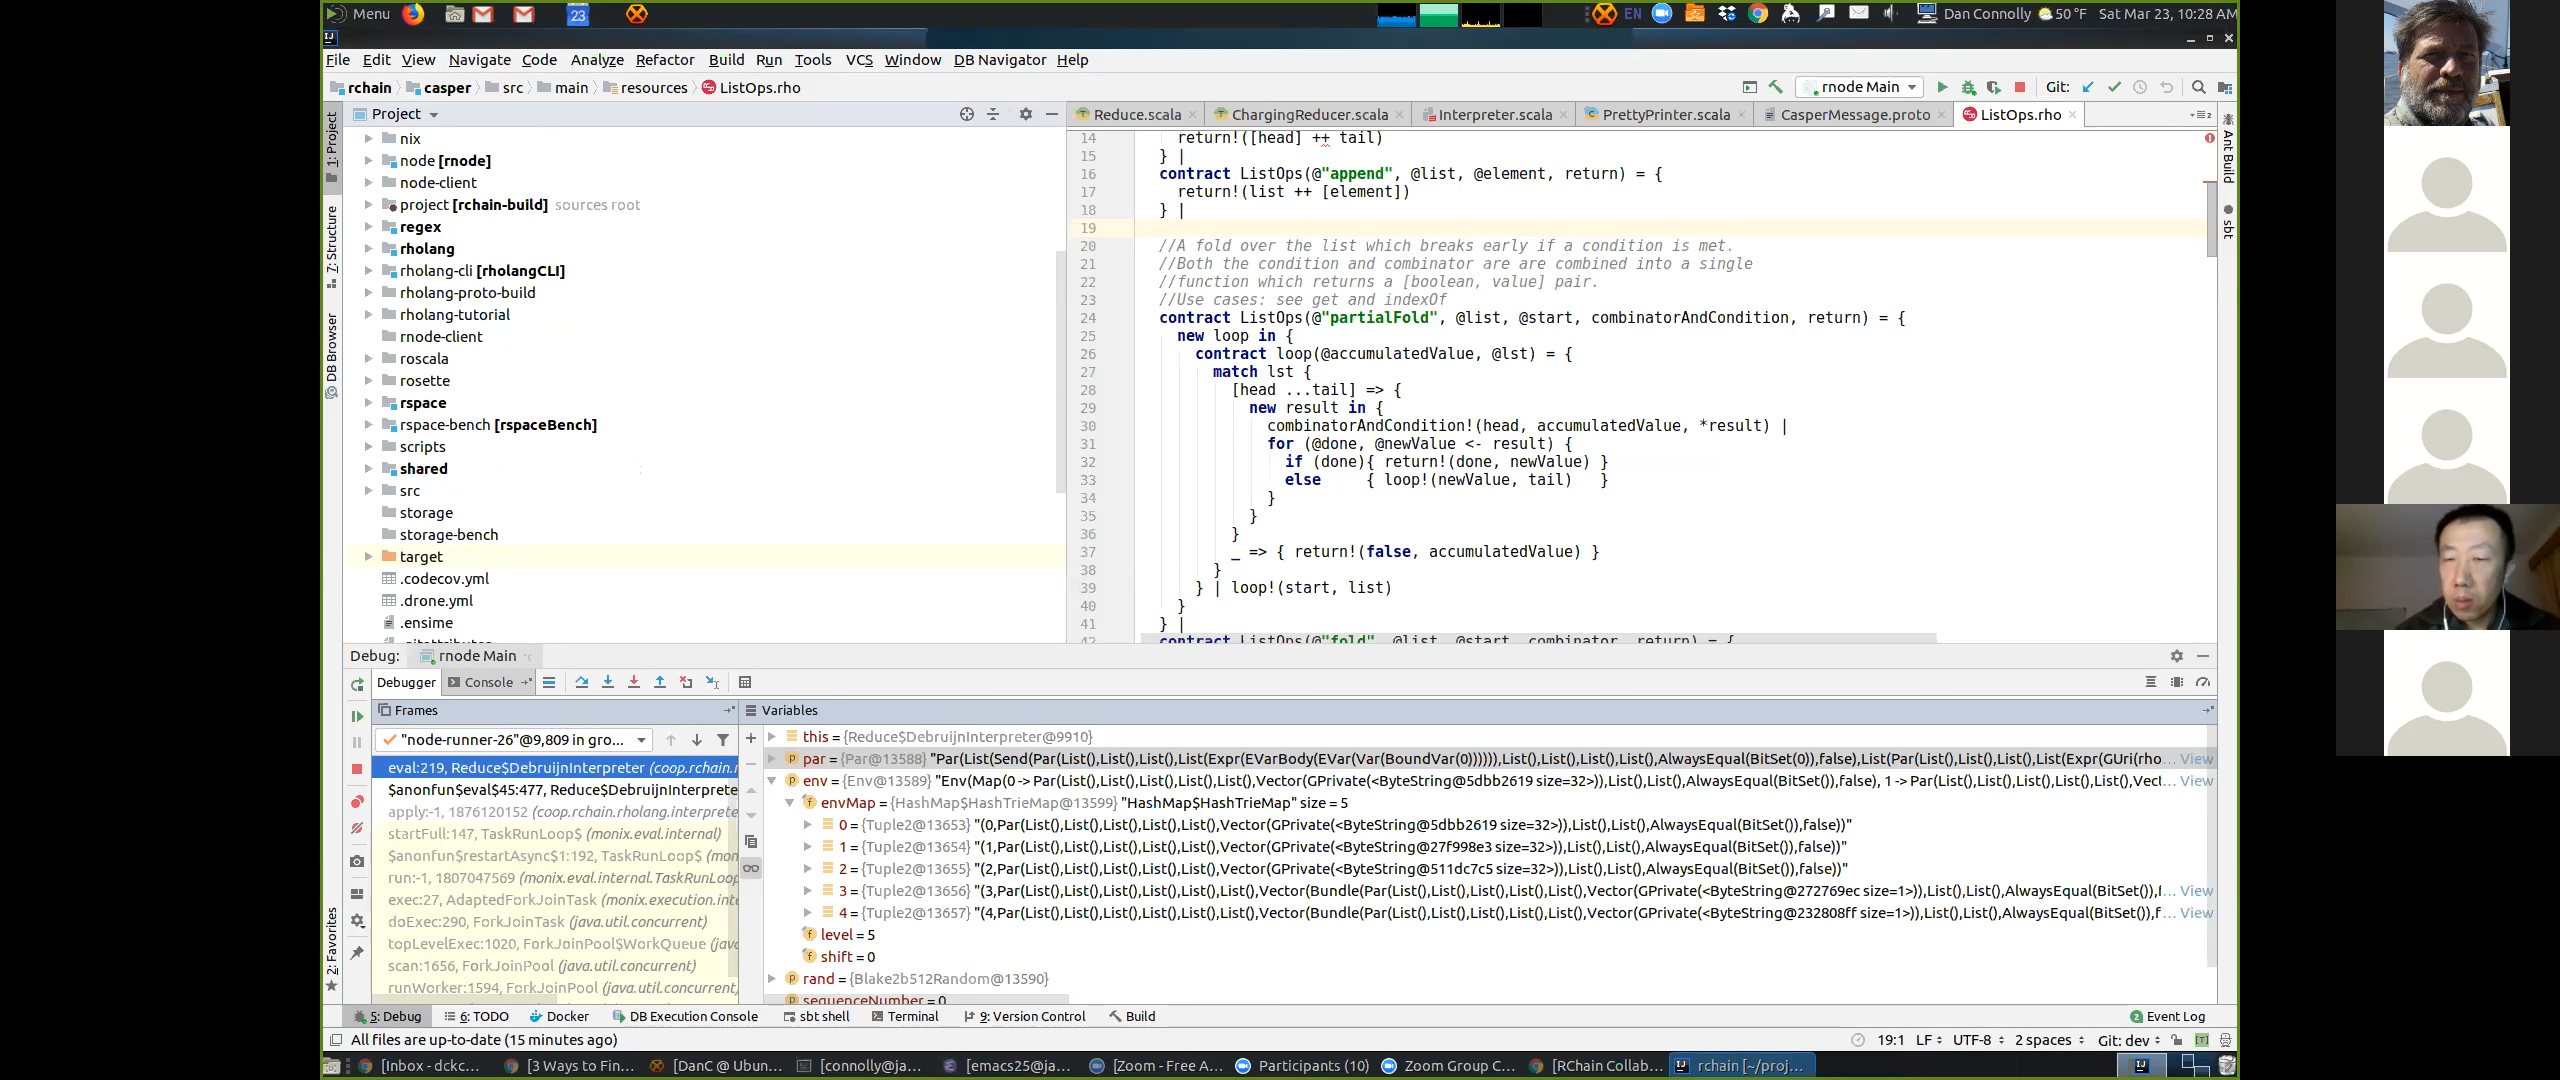 Menu
23
EN
Dan Connolly 50 °F Sat Mar 23, 10:28 AM
File Edit View Navigate Code Analyze Refactor Build Run Tools VCS Window DB Navigator Help
rchain casper src main resources ListOps.rho
rnode Main
Git:
Project
Reduce.scala ChargingReducer.scala Interpreter.scala PrettyPrinter.scala CasperMessage.proto ListOps.rho
1: Project
7: Structure
DB Browser
2: Favorites
Ant Build
sbt
nix
node [rnode]
node-client
project [rchain-build] sources root
regex
rholang
rholang-cli [rholangCLI]
rholang-proto-build
rholang-tutorial
rnode-client
roscala
rosette
rspace
rspace-bench [rspaceBench]
scripts
shared
src
storage
storage-bench
target
.codecov.yml
.drone.yml
.ensime
14 return!([head] ++ tail)
15 } |
16 contract ListOps(@"append", @list, @element, return) = {
17 return!(list ++ [element])
18 } |
19
20 //A fold over the list which breaks early if a condition is met.
21 //Both the condition and combinator are are combined into a single
22 //function which returns a [boolean, value] pair.
23 //Use cases: see get and indexOf
24 contract ListOps(@"partialFold", @list, @start, combinatorAndCondition, return) = {
25 new loop in {
26 contract loop(@accumulatedValue, @lst) = {
27 match lst {
28 [head ...tail] => {
29 new result in {
30 combinatorAndCondition!(head, accumulatedValue, *result) |
31 for (@done, @newValue <- result) {
32 if (done){ return!(done, newValue) }
33 else { loop!(newValue, tail) }
34 }
35 }
36 }
37 _ => { return!(false, accumulatedValue) }
38 }
39 } | loop!(start, list)
40 }
41 } |
42 contract ListOps(@"fold", @list, @start, combinator, return) = {
Debug: rnode Main
Debugger Console
Frames
Variables
"node-runner-26"@9,809 in gro...
eval:219, Reduce$DebruijnInterpreter (coop.rchain.r
$anonfun$eval$45:477, Reduce$DebruijnInterprete
apply:-1, 1876120152 (coop.rchain.rholang.interprete
startFull:147, TaskRunLoop$ (monix.eval.internal)
$anonfun$restartAsync$1:192, TaskRunLoop$ (mon
run:-1, 1807047569 (monix.eval.internal.TaskRunLoop
exec:27, AdaptedForkJoinTask (monix.execution.inte
doExec:290, ForkJoinTask (java.util.concurrent)
topLevelExec:1020, ForkJoinPool$WorkQueue (java
scan:1656, ForkJoinPool (java.util.concurrent)
runWorker:1594, ForkJoinPool (java.util.concurrent)
this = {Reduce$DebruijnInterpreter@9910}
par = {Par@13588} "Par(List(Send(Par(List(),List(),List(),List(Expr(EVarBody(EVar(Var(BoundVar(0)))))),List(),List(),List(),List(),AlwaysEqual(BitSet(0)),false),List(Par(List(),List(),List(),List(Expr(GUri(rho... View
env = {Env@13589} "Env(Map(0 -> Par(List(),List(),List(),List(),List(),Vector(GPrivate(<ByteString@5dbb2619 size=32>)),List(),List(),AlwaysEqual(BitSet()),false), 1 -> Par(List(),List(),List(),List(),List(),Vect... View
envMap = {HashMap$HashTrieMap@13599} "HashMap$HashTrieMap" size = 5
0 = {Tuple2@13653} "(0,Par(List(),List(),List(),List(),List(),Vector(GPrivate(<ByteString@5dbb2619 size=32>)),List(),List(),AlwaysEqual(BitSet()),false))"
1 = {Tuple2@13654} "(1,Par(List(),List(),List(),List(),List(),Vector(GPrivate(<ByteString@27f998e3 size=32>)),List(),List(),AlwaysEqual(BitSet()),false))"
2 = {Tuple2@13655} "(2,Par(List(),List(),List(),List(),List(),Vector(GPrivate(<ByteString@511dc7c5 size=32>)),List(),List(),AlwaysEqual(BitSet()),false))"
3 = {Tuple2@13656} "(3,Par(List(),List(),List(),List(),List(),List(),Vector(Bundle(Par(List(),List(),List(),List(),List(),Vector(GPrivate(<ByteString@272769ec size=1>)),List(),List(),AlwaysEqual(BitSet()),f... View
4 = {Tuple2@13657} "(4,Par(List(),List(),List(),List(),List(),List(),Vector(Bundle(Par(List(),List(),List(),List(),List(),Vector(GPrivate(<ByteString@232808ff size=1>)),List(),List(),AlwaysEqual(BitSet()),f... View
level = 5
shift = 0
rand = {Blake2b512Random@13590}
sequenceNumber = 0
5: Debug 6: TODO Docker DB Execution Console sbt shell Terminal 9: Version Control Build 2 Event Log
All files are up-to-date (15 minutes ago) 19:1 LF UTF-8 2 spaces Git: dev
[Inbox - dckc... [3 Ways to Fin... [DanC @ Ubun... [connolly@ja... [emacs25@ja... [Zoom - Free A... Participants (10) Zoom Group C... [RChain Collab... rchain [~/proj...